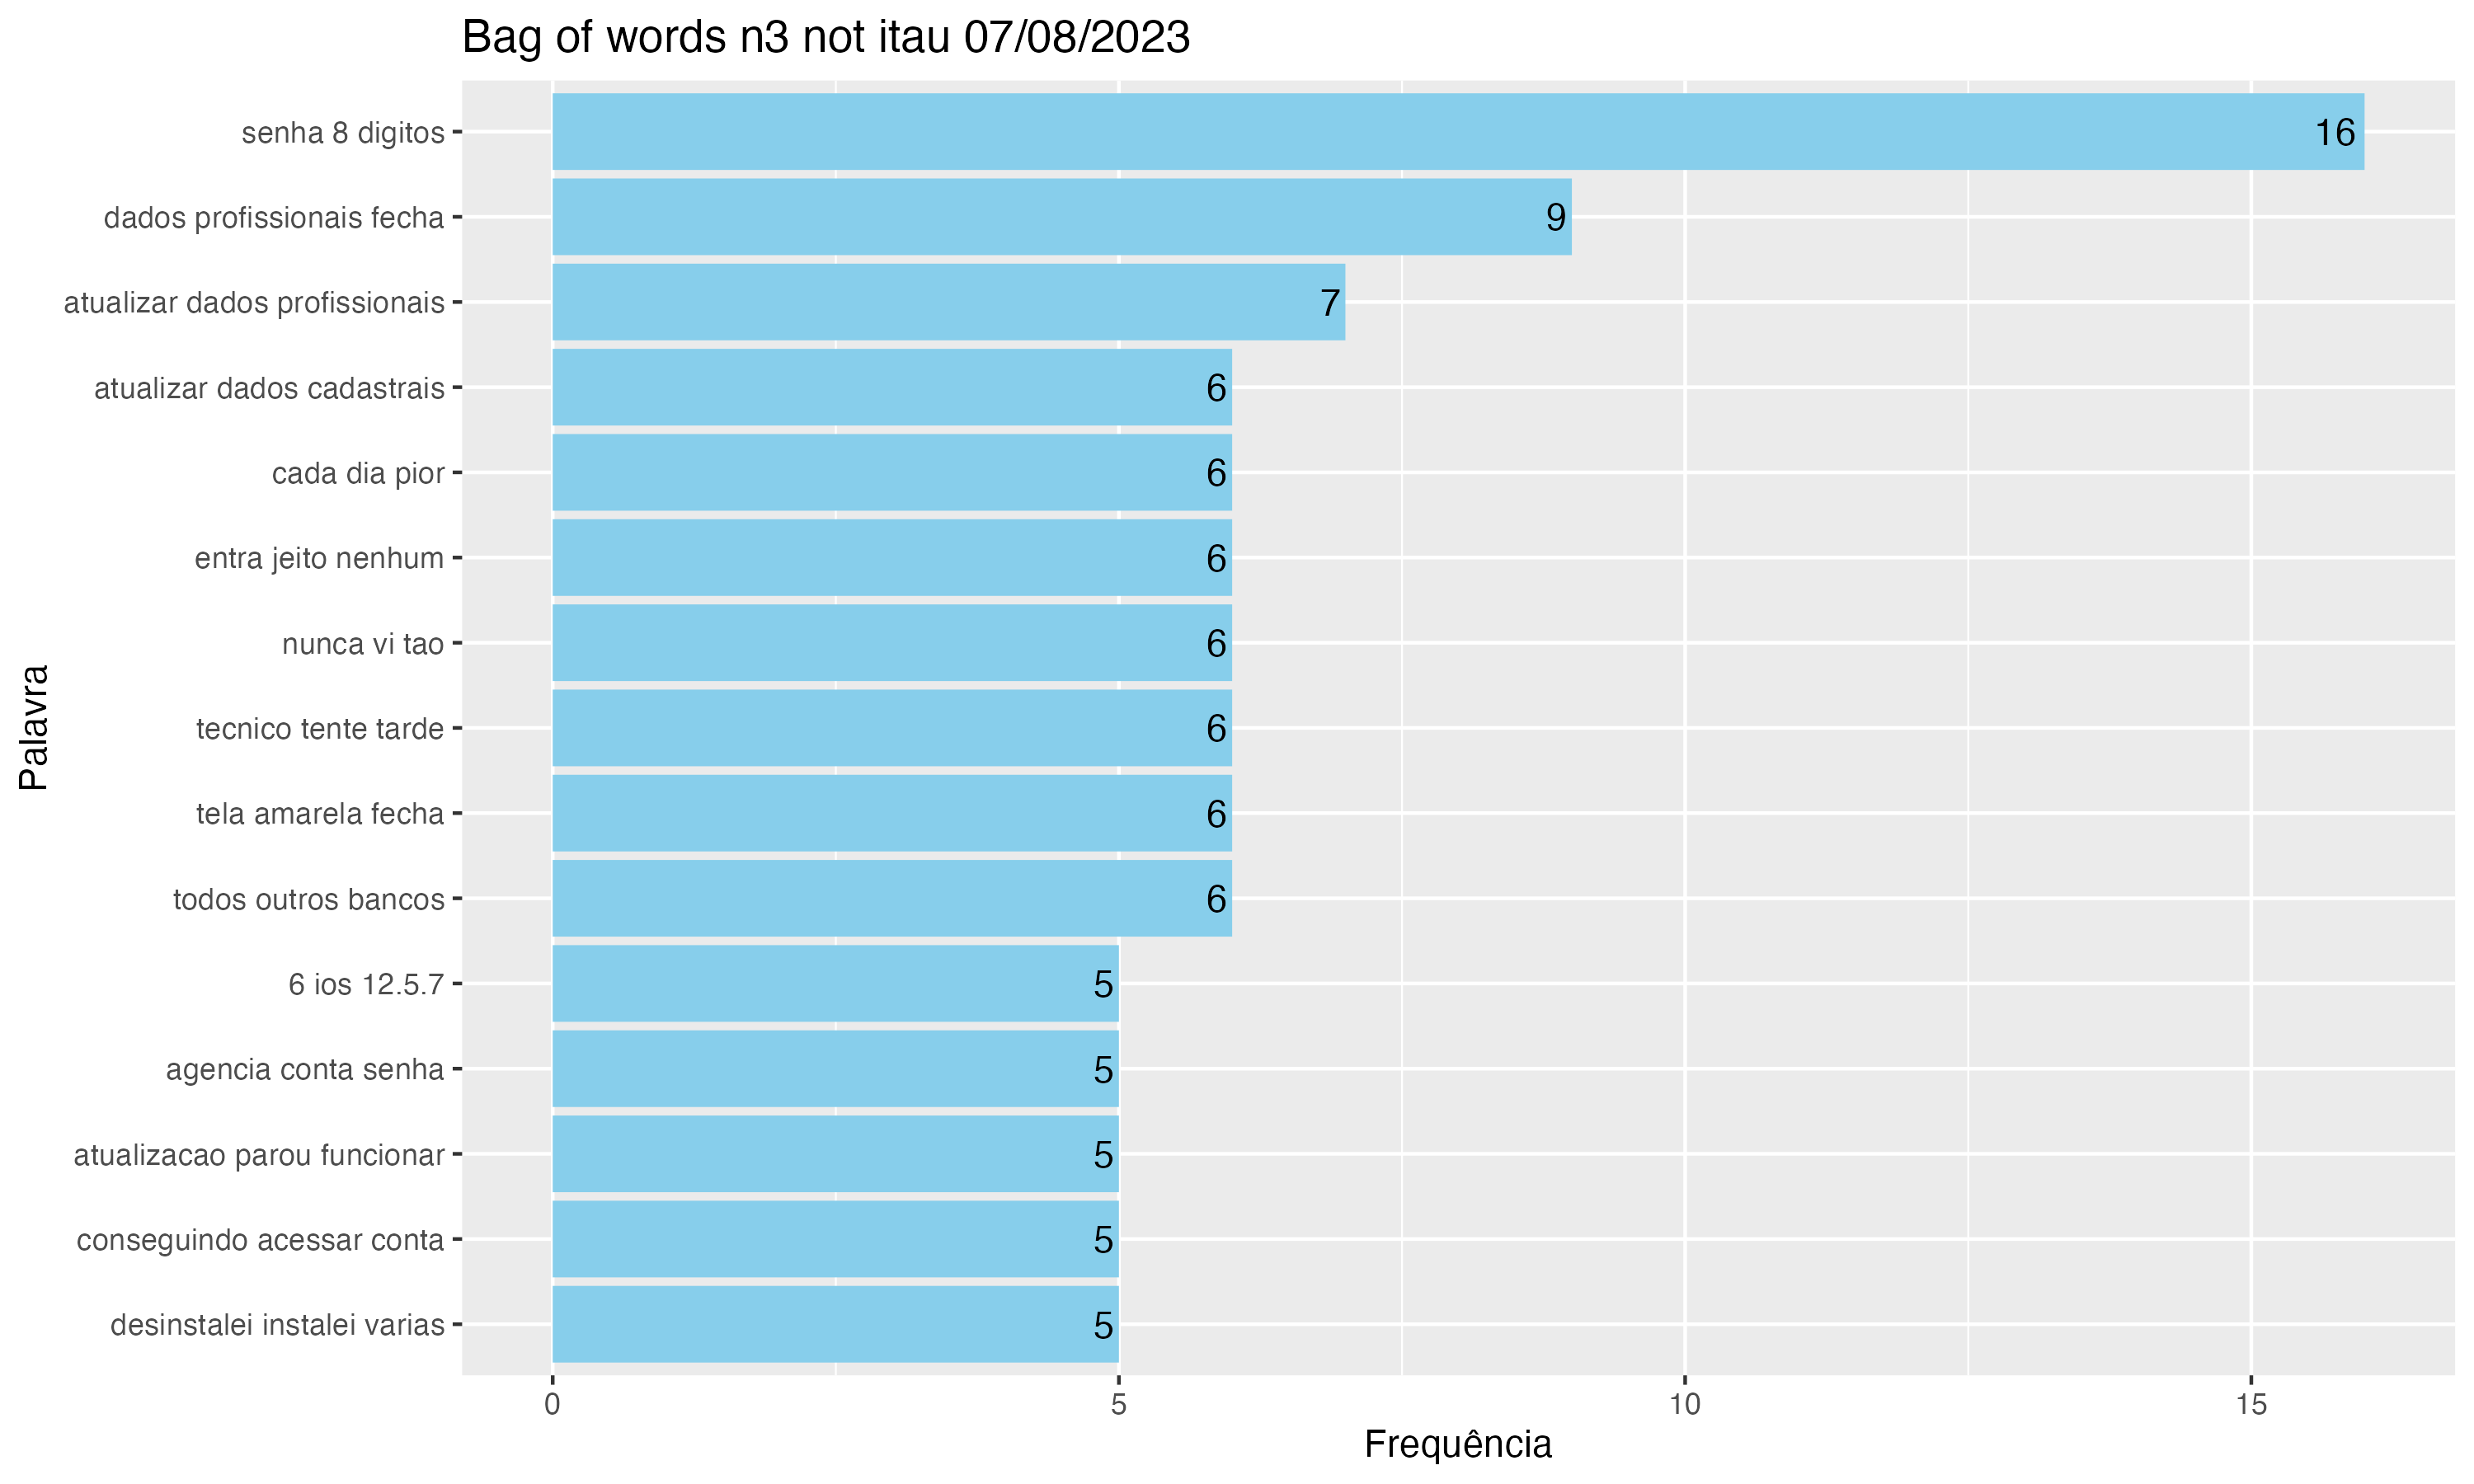 Bag of words n3 not itau 07/08/2023
Palavra
senha 8 digitos
16
dados profissionais fecha
9
atualizar dados profissionais
7
atualizar dados cadastrais
6
cada dia pior
6
entra jeito nenhum
6
nunca vi tao
6
tecnico tente tarde
6
tela amarela fecha
6
todos outros bancos
6
6 ios 12.5.7
5
agencia conta senha
5
atualizacao parou funcionar
5
conseguindo acessar conta
5
desinstalei instalei varias
5
0 5 10 15
Frequência